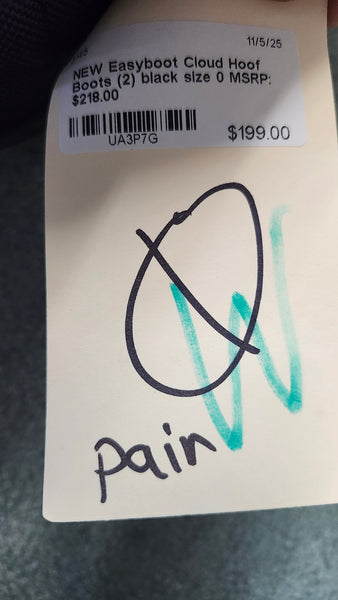 11/5/25
NEW Easyboot Cloud Hoof
Boots (2) black size 0 MSRP:
$218.00
UA3P7G
$199.00
0
W
pain